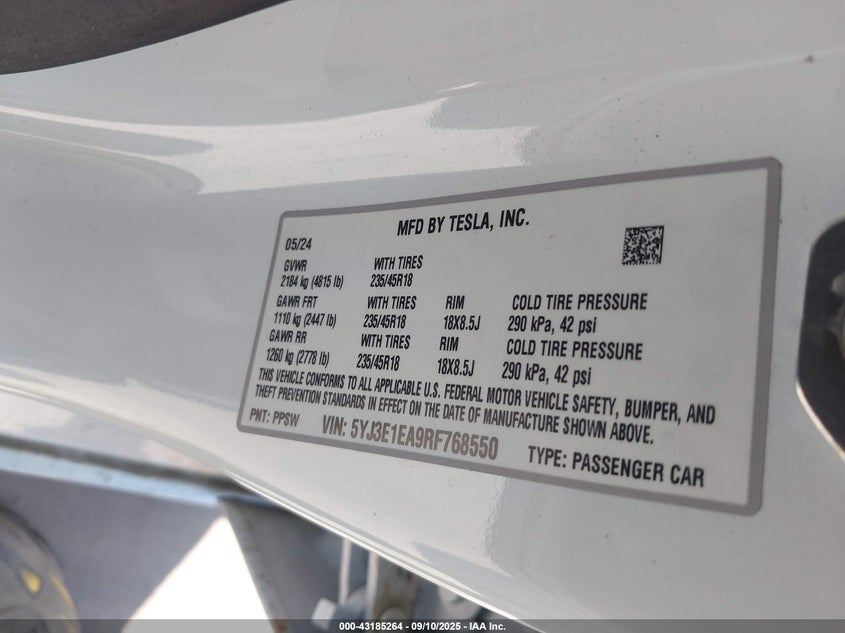 MFD BY TESLA, INC.
05/24
GVWR WITH TIRES
2184 kg (4815 lb) 235/45R18
GAWR FRT WITH TIRES RIM COLD TIRE PRESSURE
1110 kg (2447 lb) 235/45R18 18X8.5J 290 kPa, 42 psi
GAWR RR WITH TIRES RIM COLD TIRE PRESSURE
1260 kg (2778 lb) 235/45R18 18X8.5J 290 kPa, 42 psi
THIS VEHICLE CONFORMS TO ALL APPLICABLE U.S. FEDERAL MOTOR VEHICLE SAFETY, BUMPER, AND
THEFT PREVENTION STANDARDS IN EFFECT ON THE DATE OF MANUFACTURE SHOWN ABOVE.
PNT: PPSW VIN: 5YJ3E1EA9RF768550 TYPE: PASSENGER CAR
000-43185264 - 09/10/2025 - IAA Inc.